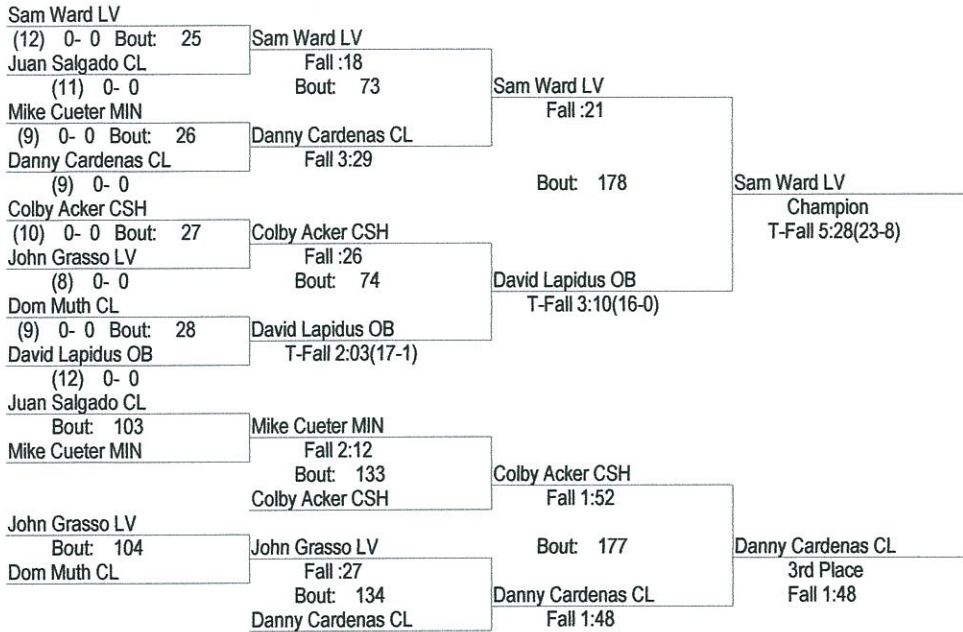 Sam Ward LV
(12) 0- 0 Bout: 25
Juan Salgado CL
(11) 0- 0
Mike Cueter MIN
(9) 0- 0 Bout: 26
Danny Cardenas CL
(9) 0- 0
Colby Acker CSH
(10) 0- 0 Bout: 27
John Grasso LV
(8) 0- 0
Dom Muth CL
(9) 0- 0 Bout: 28
David Lapidus OB
(12) 0- 0
Juan Salgado CL
Bout: 103
Mike Cueter MIN
John Grasso LV
Bout: 104
Dom Muth CL
Sam Ward LV
Fall :18
Bout: 73
Danny Cardenas CL
Fall 3:29
Colby Acker CSH
Fall :26
Bout: 74
David Lapidus OB
T-Fall 2:03(17-1)
Mike Cueter MIN
Fall 2:12
Bout: 133
Colby Acker CSH
John Grasso LV
Fall :27
Bout: 134
Danny Cardenas CL
Sam Ward LV
Fall :21
Bout: 178
David Lapidus OB
T-Fall 3:10(16-0)
Colby Acker CSH
Fall 1:52
Bout: 177
Danny Cardenas CL
Fall 1:48
Sam Ward LV
Champion
T-Fall 5:28(23-8)
Danny Cardenas CL
3rd Place
Fall 1:48